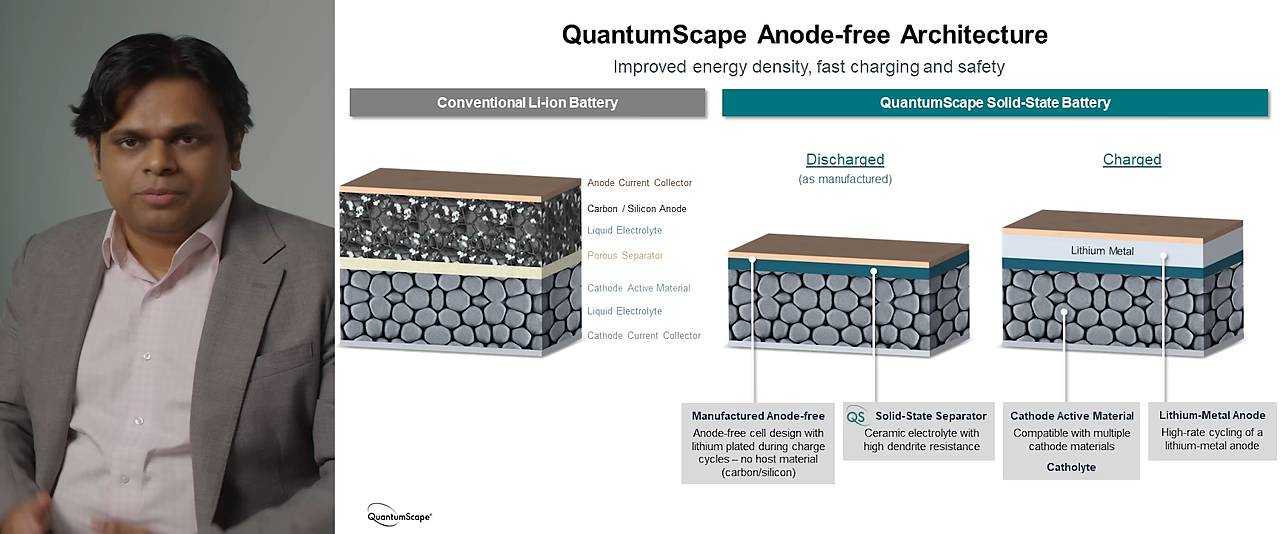 QuantumScape Anode-free Architecture
Improved energy density, fast charging and safety
Conventional Li-ion Battery
QuantumScape Solid-State Battery
Discharged
(as manufactured)
Charged
Anode Current Collector
Carbon / Silicon Anode
Liquid Electrolyte
Porous Separator
Cathode Active Material
Liquid Electrolyte
Cathode Current Collector
Lithium Metal
Manufactured Anode-free
Anode-free cell design with
lithium plated during charge
cycles – no host material
(carbon/silicon)
QS
Solid-State Separator
Ceramic electrolyte with
high dendrite resistance
Cathode Active Material
Compatible with multiple
cathode materials
Catholyte
Lithium-Metal Anode
High-rate cycling of a
lithium-metal anode
QuantumScape®